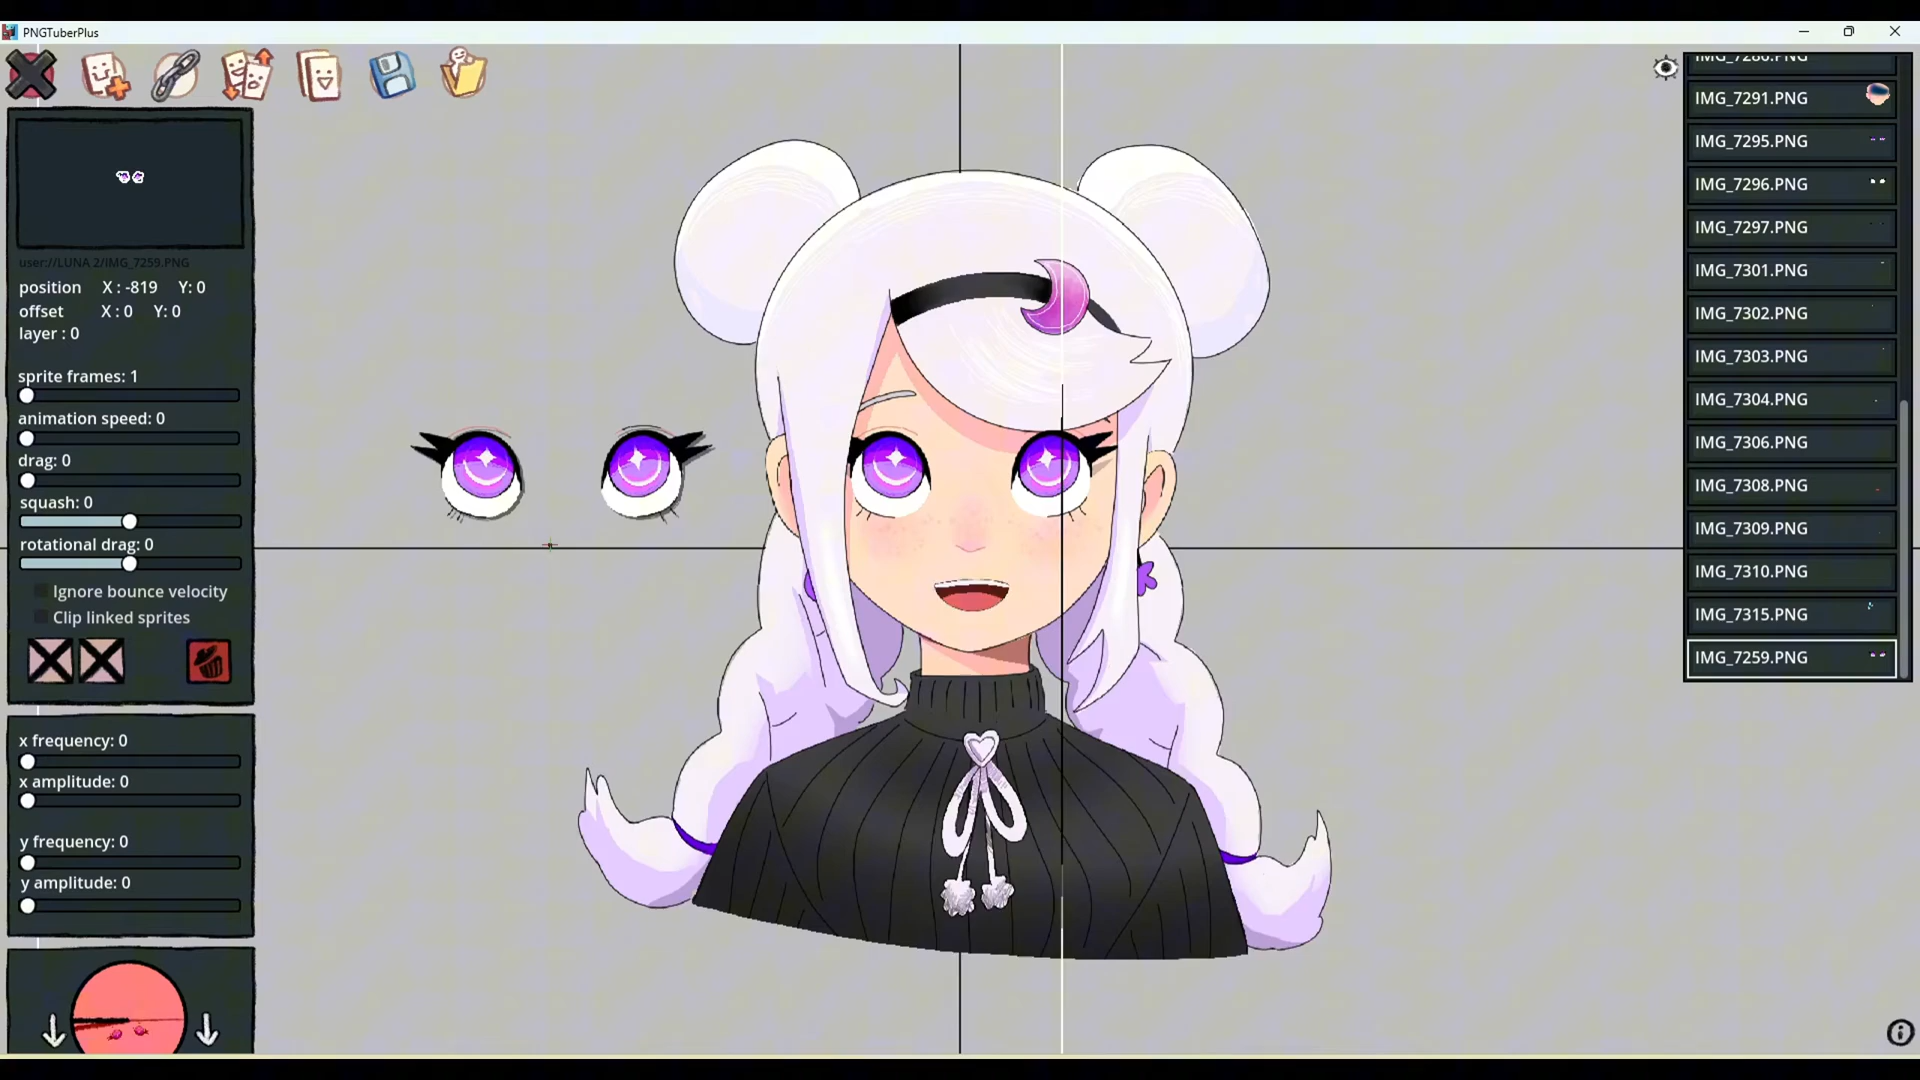 PNGTuberPlus
user://LUNA 2/IMG_7259.PNG
position X : -819 Y: 0
offset X : 0 Y: 0
layer : 0
sprite frames: 1
animation speed: 0
drag: 0
squash: 0
rotational drag: 0
Ignore bounce velocity
Clip linked sprites
x frequency: 0
x amplitude: 0
y frequency: 0
y amplitude: 0
IMG_7291.PNG
IMG_7295.PNG
IMG_7296.PNG
IMG_7297.PNG
IMG_7301.PNG
IMG_7302.PNG
IMG_7303.PNG
IMG_7304.PNG
IMG_7306.PNG
IMG_7308.PNG
IMG_7309.PNG
IMG_7310.PNG
IMG_7315.PNG
IMG_7259.PNG